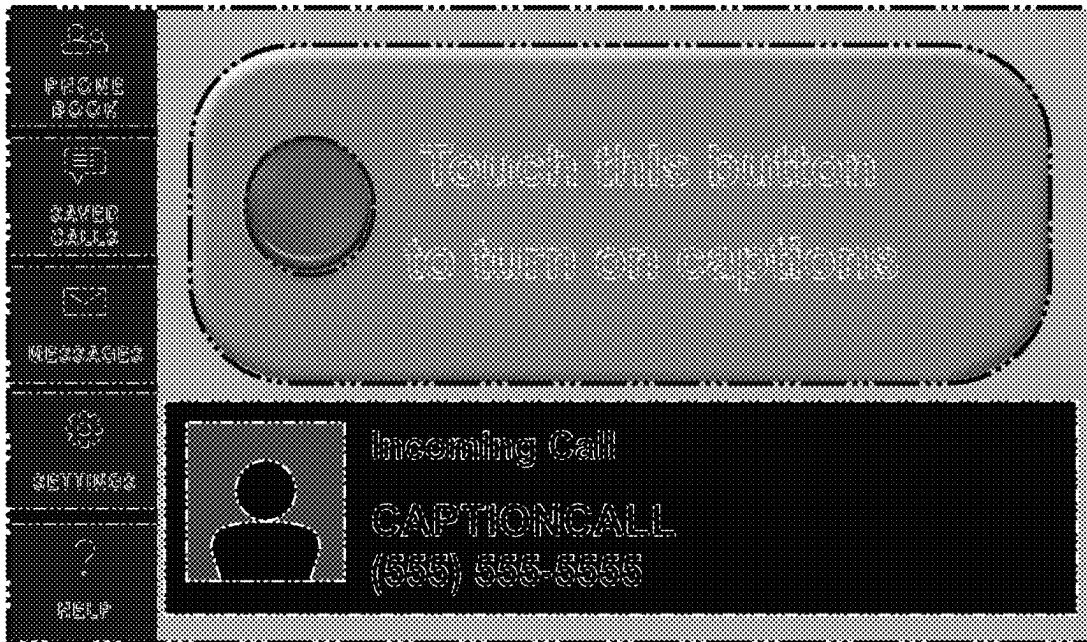 PHONE
BOOK
SAVED
CALLS
MESSAGES
SETTINGS
?
HELP
Touch this button
to turn on captions
Incoming Call
CAPTIONCALL
(555) 555-5555